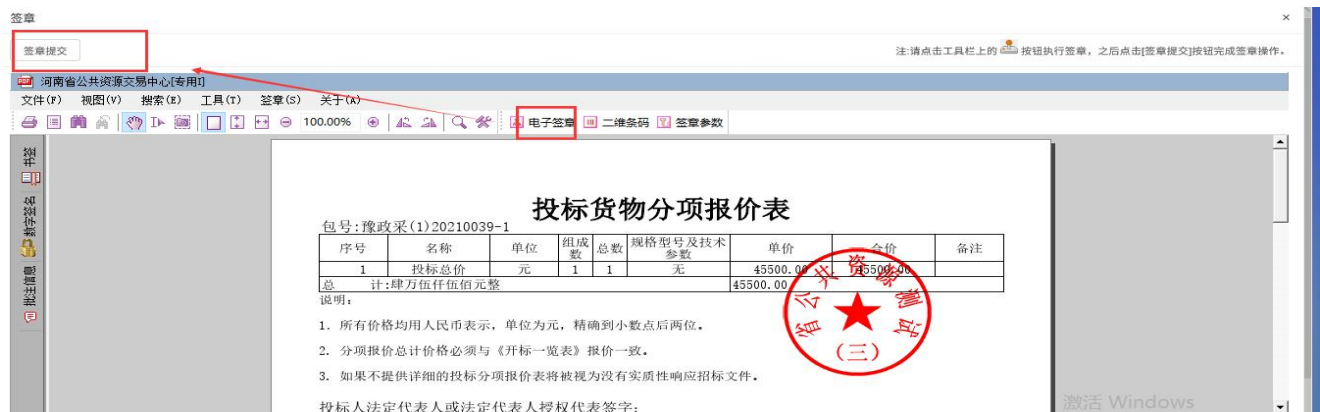 签章
×
签章提交
注:请点击工具栏上的 按钮执行签章，之后点击[签章提交]按钮完成签章操作。
河南省公共资源交易中心[专用I]
文件(F) 视图(V) 搜索(E) 工具(T) 签章(S) 关于(A)
100.00% 电子签章 二维条码 签章参数
书签
数字签名
批注信息
投标货物分项报价表
包号:豫政采(1)20210039-1
序号 名称 单位 组成数 总数 规格型号及技术参数 单价 合价 备注
1 投标总价 元 1 1 无 45500.00 45500.00
总 计:肆万伍仟伍佰元整 45500.00
说明:
1. 所有价格均用人民币表示，单位为元，精确到小数点后两位。
2. 分项报价总计价格必须与《开标一览表》报价一致。
3. 如果不提供详细的投标分项报价表将被视为没有实质性响应招标文件。
省公共资源测试
(三)
投标人法定代表人或法定代表人授权代表签字:
激活 Windows